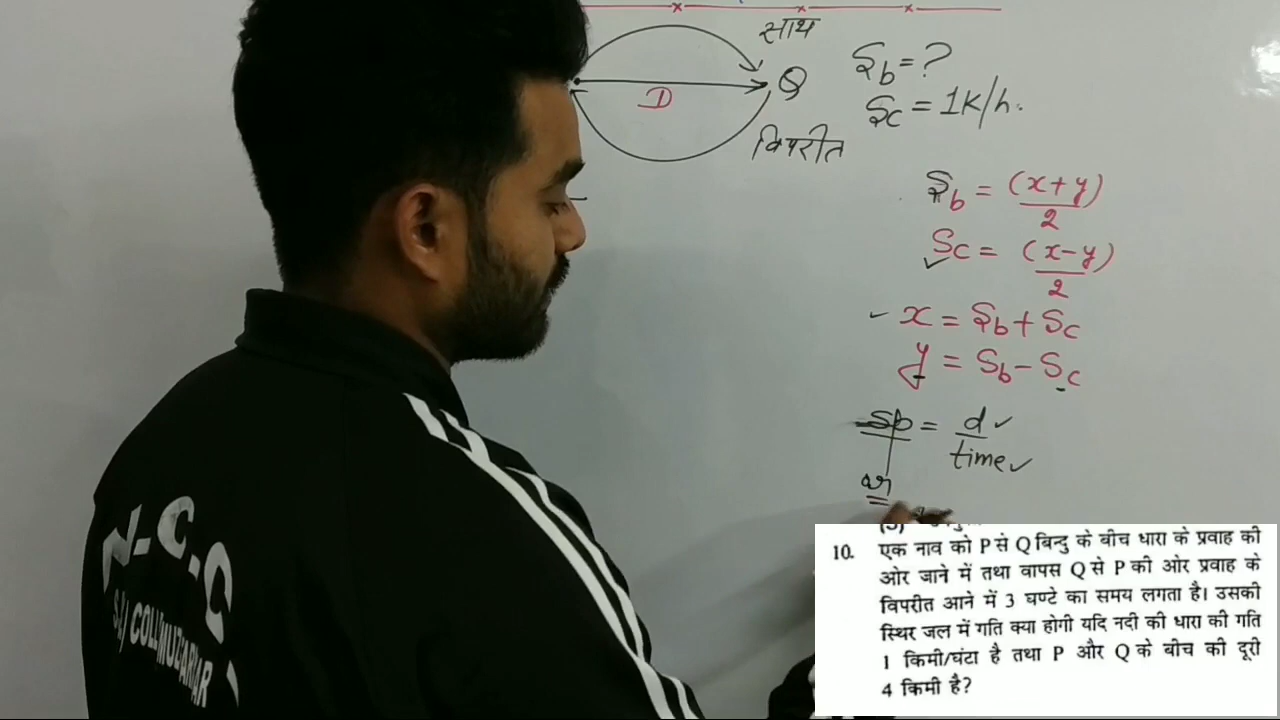 साथ
Q
D
विपरीत
Sb = ?
Sc = 1K/h.
Sb = (x+y)/2
Sc = (x-y)/2
x = Sb + Sc
y = Sb - Sc
= d/time
N.C.C
10. एक नाव को P से Q बिन्दु के बीच धारा के प्रवाह की
ओर जाने में तथा वापस Q से P की ओर प्रवाह के
विपरीत आने में 3 घण्टे का समय लगता है। उसकी
स्थिर जल में गति क्या होगी यदि नदी की धारा की गति
1 किमी/घंटा है तथा P और Q के बीच की दूरी
4 किमी है?